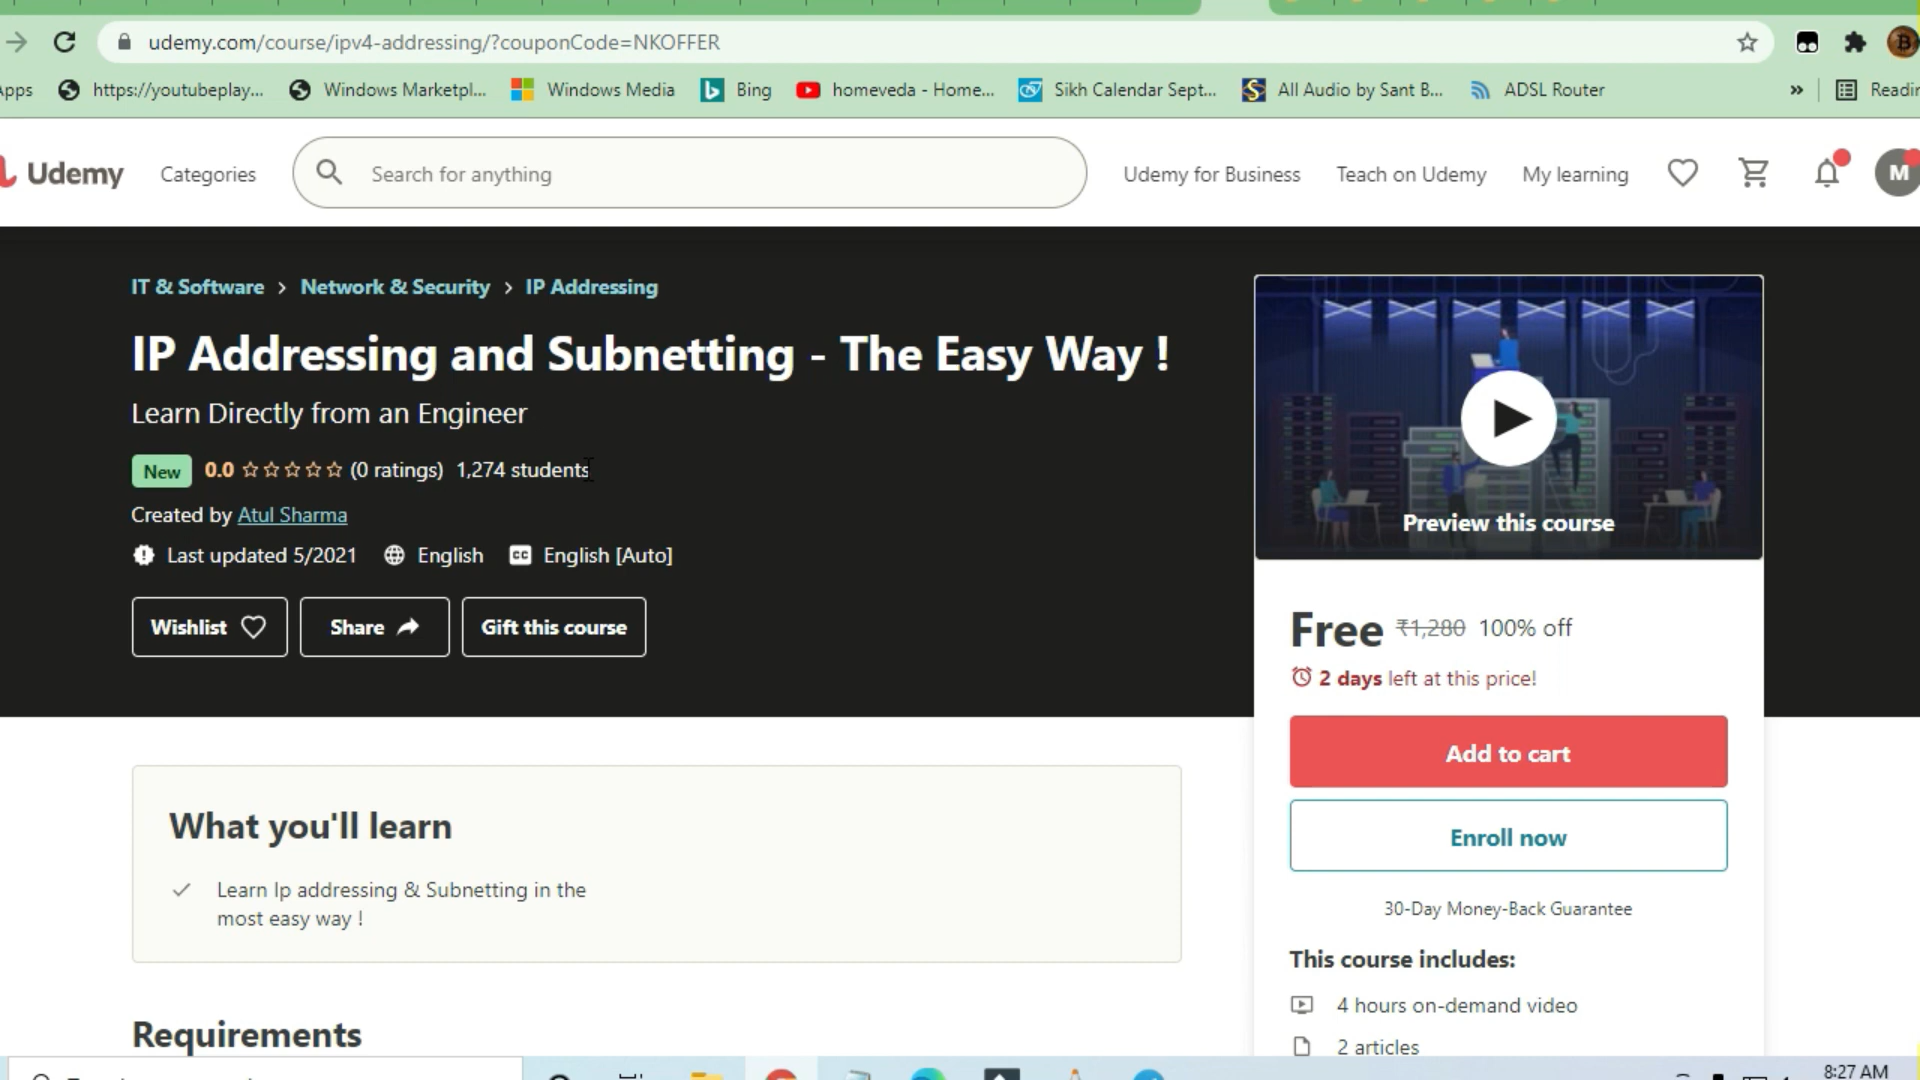 udemy.com/course/ipv4-addressing/?couponCode=NKOFFER
Apps https://youtubeplay... Windows Marketpl... Windows Media Bing homeveda - Home... Sikh Calendar Sept... All Audio by Sant B... ADSL Router » Readin
Udemy Categories Search for anything Udemy for Business Teach on Udemy My learning M
IT & Software > Network & Security > IP Addressing
IP Addressing and Subnetting - The Easy Way !
Learn Directly from an Engineer
New 0.0 (0 ratings) 1,274 students
Created by Atul Sharma
Last updated 5/2021 English CC English [Auto]
Wishlist Share Gift this course
Preview this course
Free ₹1,280 100% off
2 days left at this price!
Add to cart
Enroll now
30-Day Money-Back Guarantee
This course includes:
4 hours on-demand video
2 articles
What you'll learn
Learn Ip addressing & Subnetting in the
most easy way !
Requirements
8:27 AM